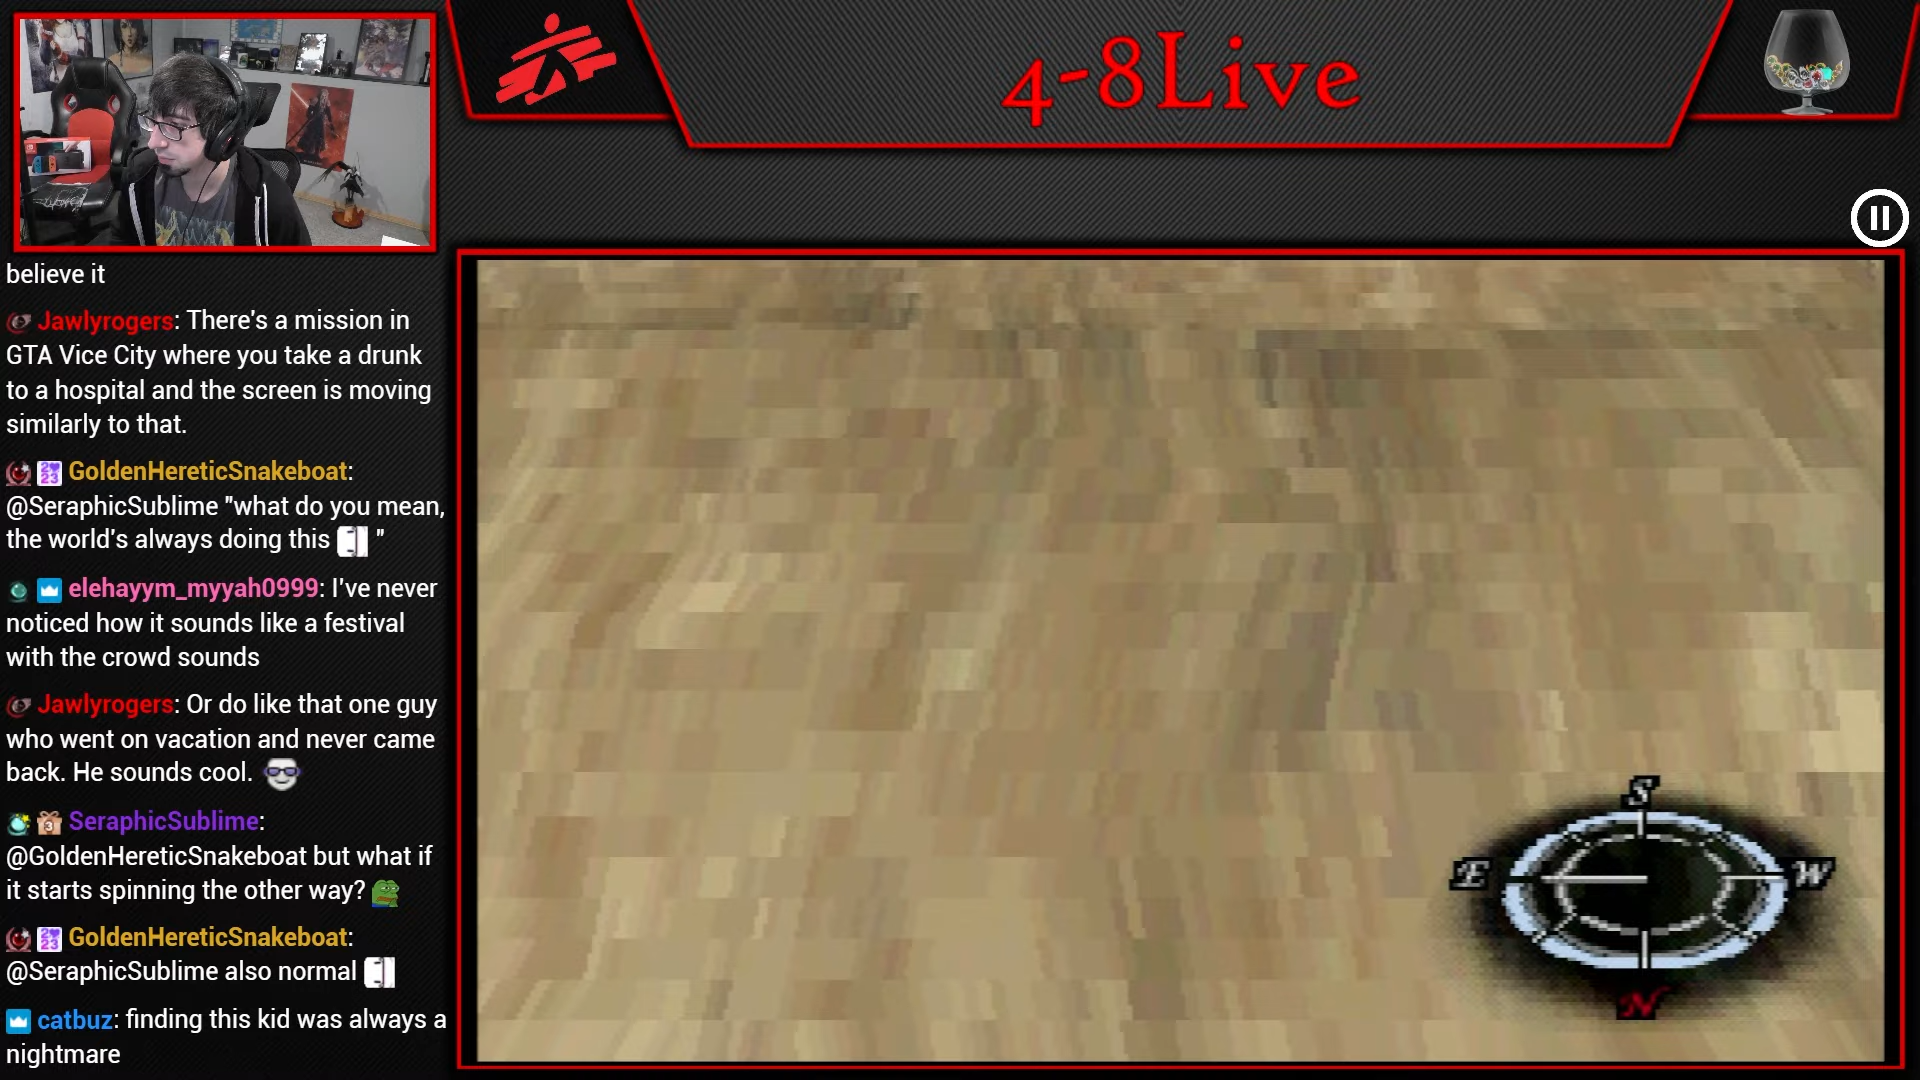 4-8Live
believe it
Jawlyrogers: There's a mission in
GTA Vice City where you take a drunk
to a hospital and the screen is moving
similarly to that.
GoldenHereticSnakeboat:
@SeraphicSublime "what do you mean,
the world's always doing this "
elehayym_myyah0999: I've never
noticed how it sounds like a festival
with the crowd sounds
Jawlyrogers: Or do like that one guy
who went on vacation and never came
back. He sounds cool.
SeraphicSublime:
@GoldenHereticSnakeboat but what if
it starts spinning the other way?
GoldenHereticSnakeboat:
@SeraphicSublime also normal
catbuz: finding this kid was always a
nightmare
S
E W
N